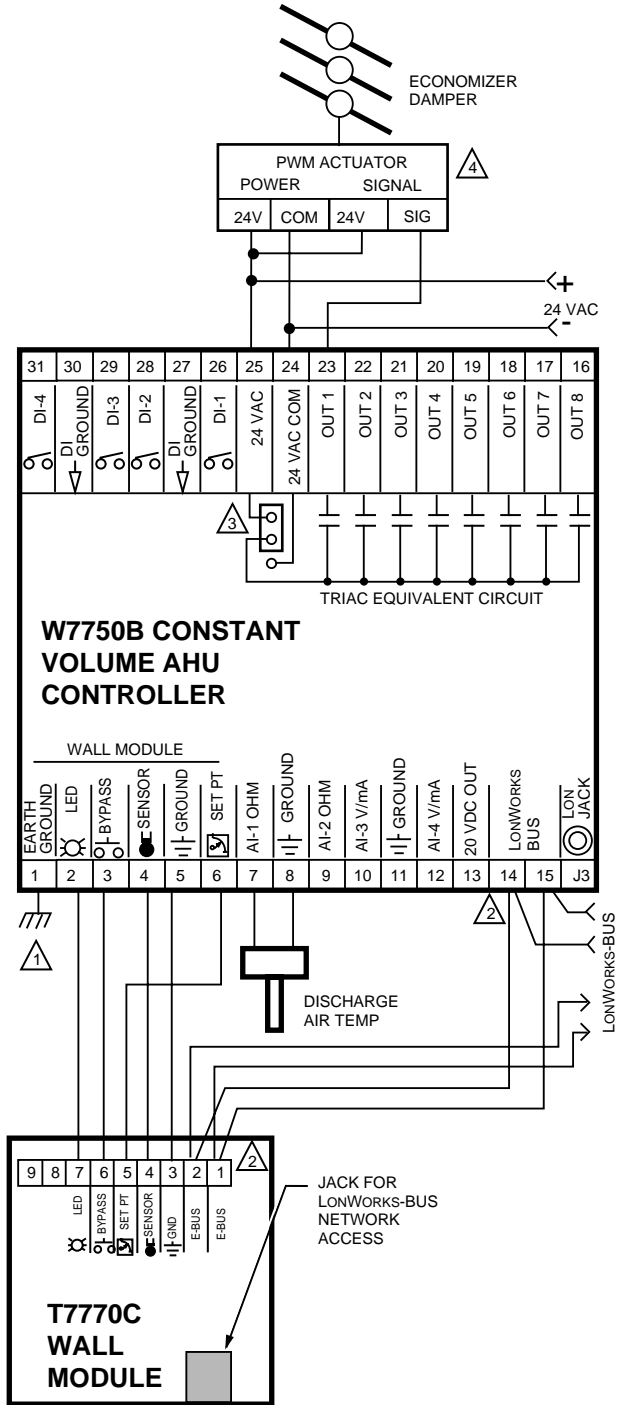 ECONOMIZER
DAMPER
PWM ACTUATOR
POWER SIGNAL
4
24V COM 24V SIG
+
24 VAC
-
31 30 29 28 27 26 25 24 23 22 21 20 19 18 17 16
DI-4
DI
GROUND
DI-3
DI-2
DI
GROUND
DI-1
24 VAC
24 VAC COM
OUT 1
OUT 2
OUT 3
OUT 4
OUT 5
OUT 6
OUT 7
OUT 8
3
TRIAC EQUIVALENT CIRCUIT
W7750B CONSTANT
VOLUME AHU
CONTROLLER
WALL MODULE
EARTH
GROUND
LED
BYPASS
SENSOR
GROUND
SET PT
AI-1 OHM
GROUND
AI-2 OHM
AI-3 V/mA
GROUND
AI-4 V/mA
20 VDC OUT
LONWORKS
BUS
LON
JACK
1 2 3 4 5 6 7 8 9 10 11 12 13 14 15 J3
2
1
DISCHARGE
AIR TEMP
LONWORKS-BUS
9 8 7 6 5 4 3 2 1
2
LED
BYPASS
SET PT
SENSOR
GND
E-BUS
E-BUS
JACK FOR
LONWORKS-BUS
NETWORK
ACCESS
T7770C
WALL
MODULE